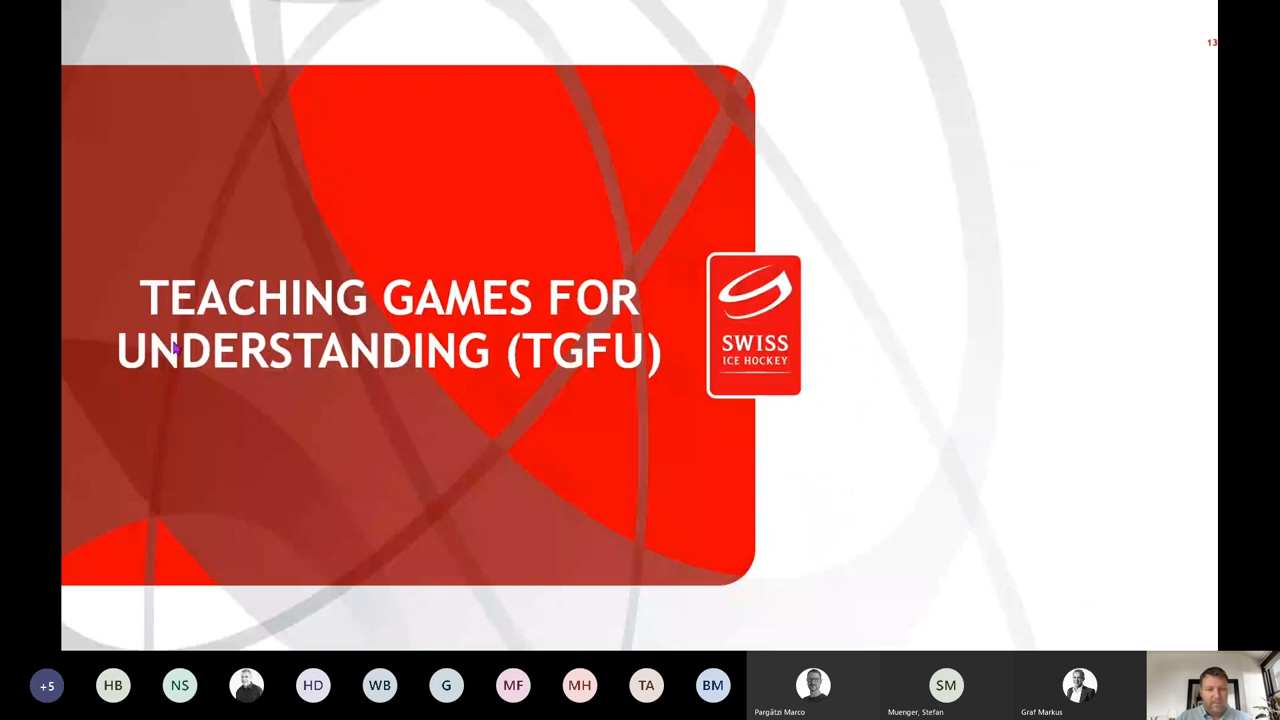 13
TEACHING GAMES FOR
UNDERSTANDING (TGFU)
SWISS
ICE HOCKEY
+5
HB
NS
HD
WB
G
MF
MH
TA
BM
Pargätzi Marco
SM
Muenger, Stefan
Graf Markus